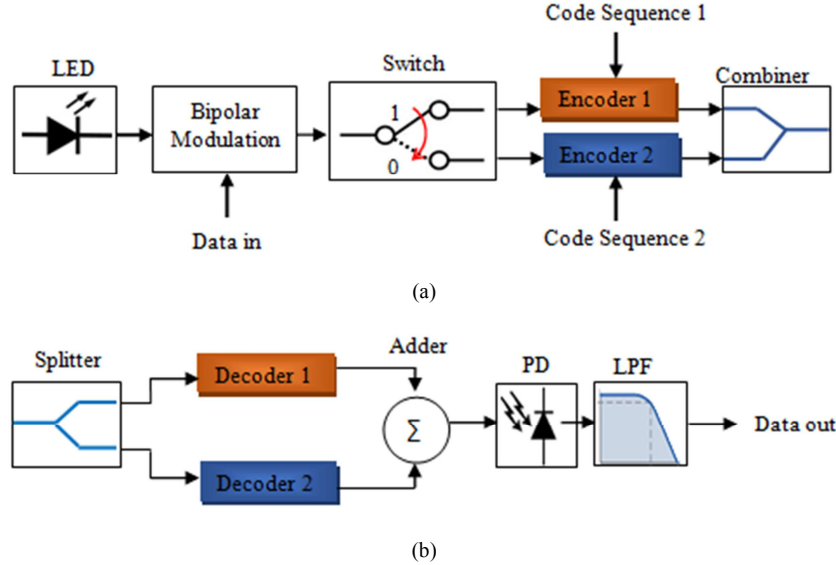 Code Sequence 1
LED
Switch
Combiner
Bipolar
Modulation
1
0
Encoder 1
Encoder 2
Data in
Code Sequence 2
(a)
Splitter
Decoder 1
Adder
PD
LPF
Σ
Data out
Decoder 2
(b)